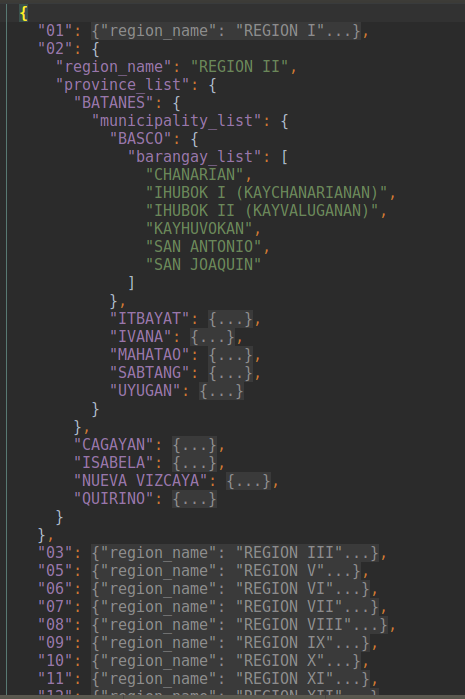 {
"01": {"region_name": "REGION I"...},
"02": {
"region_name": "REGION II",
"province_list": {
"BATANES": {
"municipality_list": {
"BASCO": {
"barangay_list": [
"CHANARIAN",
"IHUBOK I (KAYCHANARIANAN)",
"IHUBOK II (KAYVALUGANAN)",
"KAYHUVOKAN",
"SAN ANTONIO",
"SAN JOAQUIN"
]
},
"ITBAYAT": {...},
"IVANA": {...},
"MAHATAO": {...},
"SABTANG": {...},
"UYUGAN": {...}
}
},
"CAGAYAN": {...},
"ISABELA": {...},
"NUEVA VIZCAYA": {...},
"QUIRINO": {...}
}
},
"03": {"region_name": "REGION III"...},
"05": {"region_name": "REGION V"...},
"06": {"region_name": "REGION VI"...},
"07": {"region_name": "REGION VII"...},
"08": {"region_name": "REGION VIII"...},
"09": {"region_name": "REGION IX"...},
"10": {"region_name": "REGION X"...},
"11": {"region_name": "REGION XI"...},